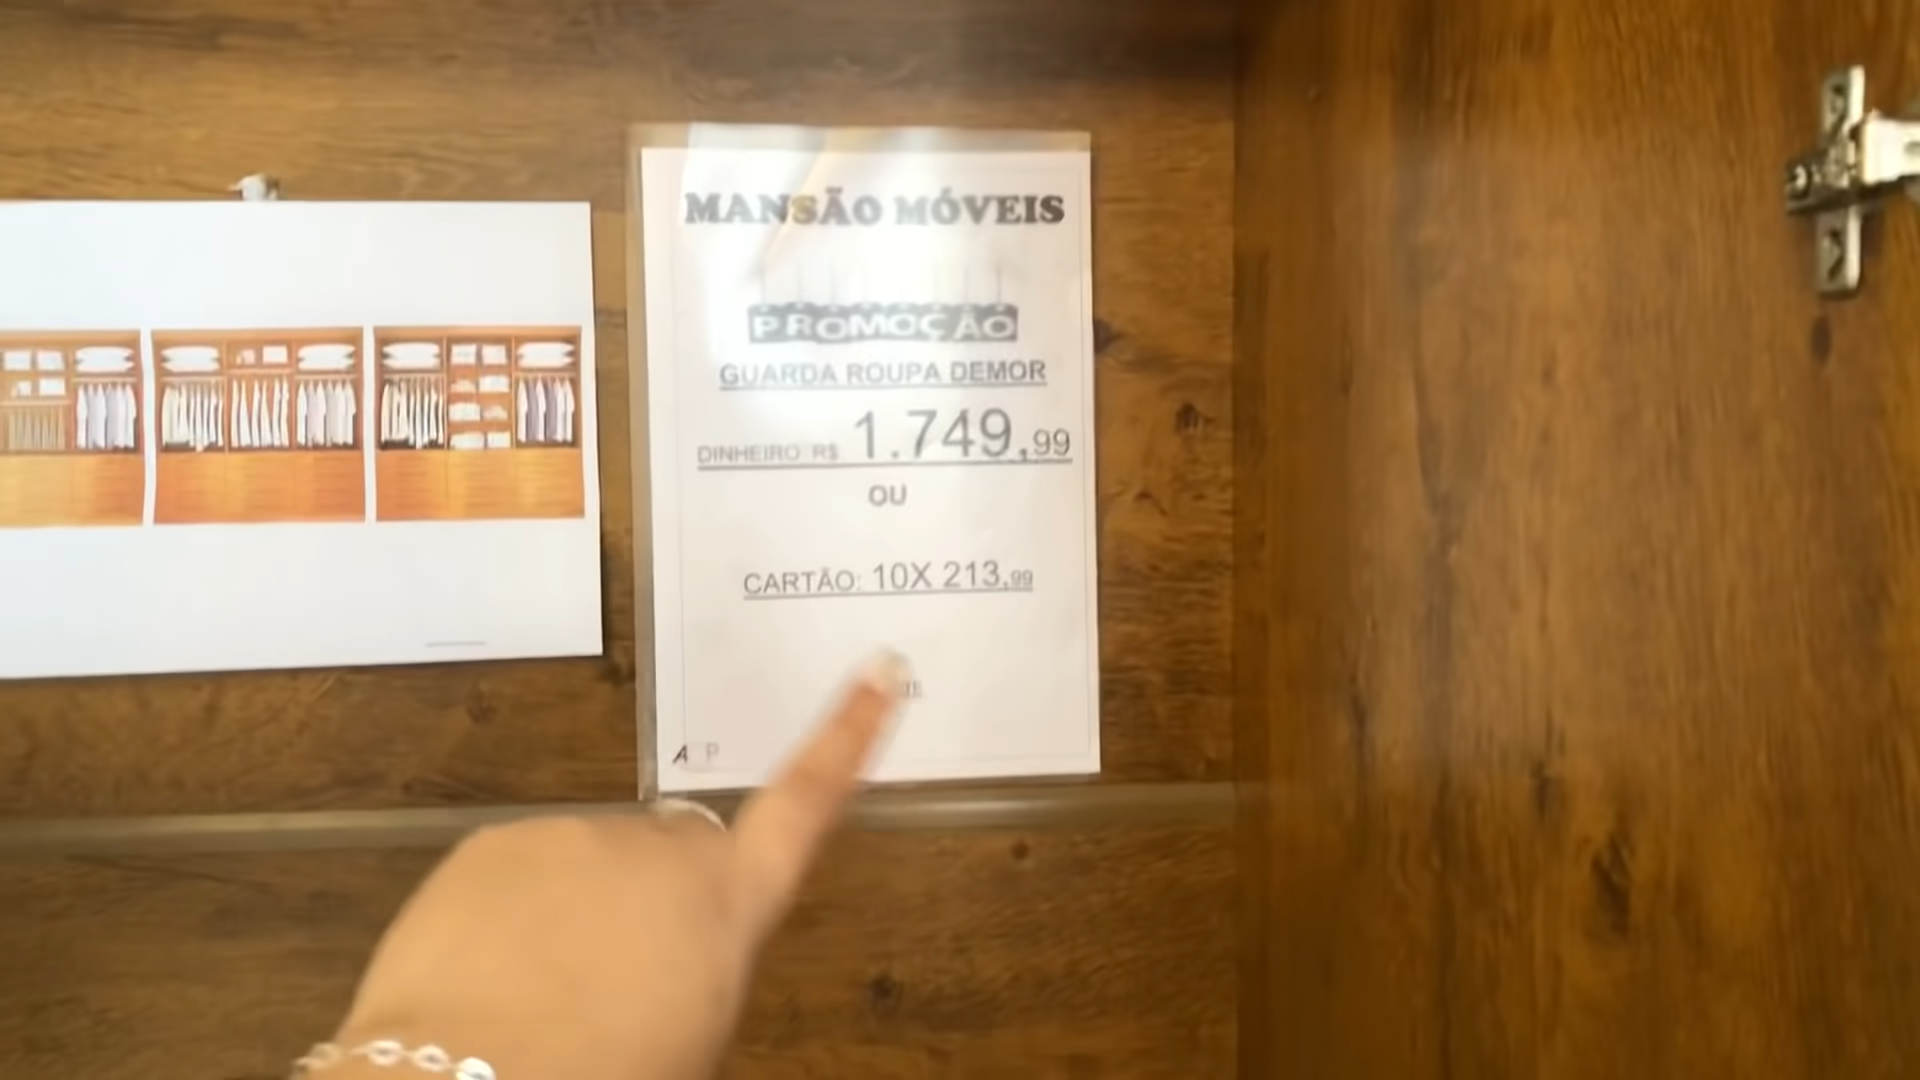 MANSÃO MÓVEIS
PROMOÇÃO
GUARDA ROUPA DEMOR
DINHEIRO R$ 1.749,99
OU
CARTÃO: 10X 213,99